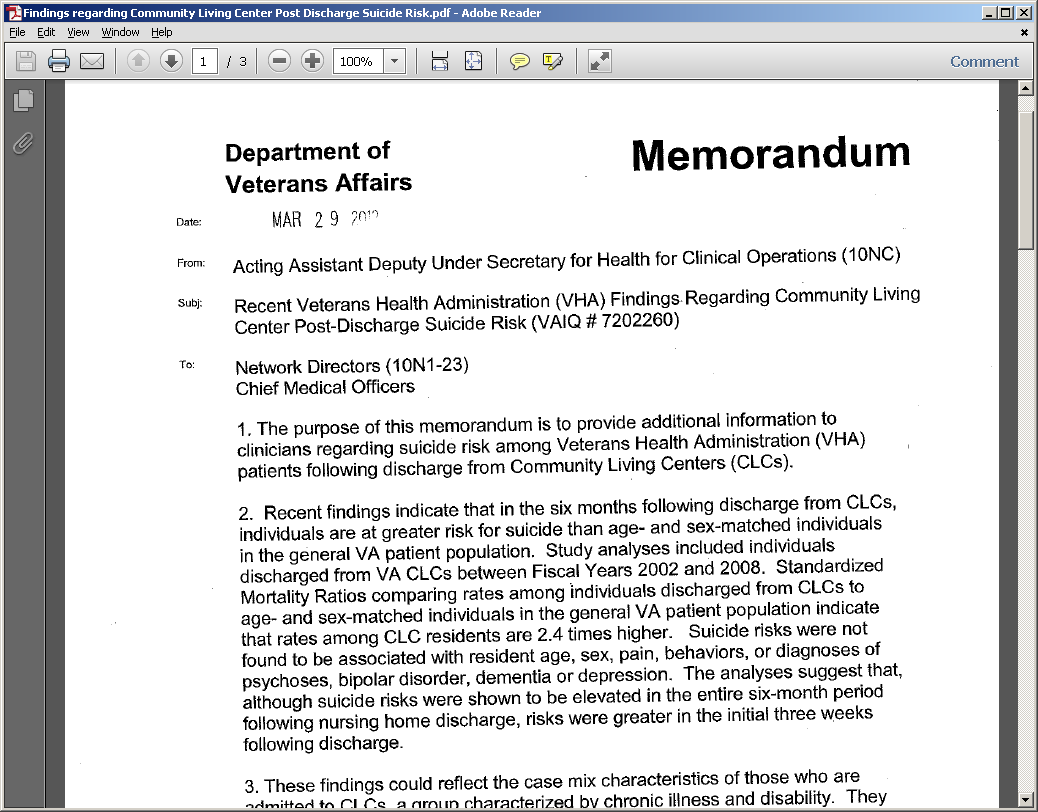 Findings regarding Community Living Center Post Discharge Suicide Risk.pdf - Adobe Reader
File Edit View Window Help
1 / 3 100% Comment
Department of
Veterans Affairs
Memorandum
Date: MAR 29
From: Acting Assistant Deputy Under Secretary for Health for Clinical Operations (10NC)
Subj: Recent Veterans Health Administration (VHA) Findings Regarding Community Living
Center Post-Discharge Suicide Risk (VAIQ # 7202260)
To: Network Directors (10N1-23)
Chief Medical Officers
1. The purpose of this memorandum is to provide additional information to
clinicians regarding suicide risk among Veterans Health Administration (VHA)
patients following discharge from Community Living Centers (CLCs).
2. Recent findings indicate that in the six months following discharge from CLCs,
individuals are at greater risk for suicide than age- and sex-matched individuals
in the general VA patient population. Study analyses included individuals
discharged from VA CLCs between Fiscal Years 2002 and 2008. Standardized
Mortality Ratios comparing rates among individuals discharged from CLCs to
age- and sex-matched individuals in the general VA patient population indicate
that rates among CLC residents are 2.4 times higher. Suicide risks were not
found to be associated with resident age, sex, pain, behaviors, or diagnoses of
psychoses, bipolar disorder, dementia or depression. The analyses suggest that,
although suicide risks were shown to be elevated in the entire six-month period
following nursing home discharge, risks were greater in the initial three weeks
following discharge.
3. These findings could reflect the case mix characteristics of those who are
admitted to CLCs, a group characterized by chronic illness and disability. They